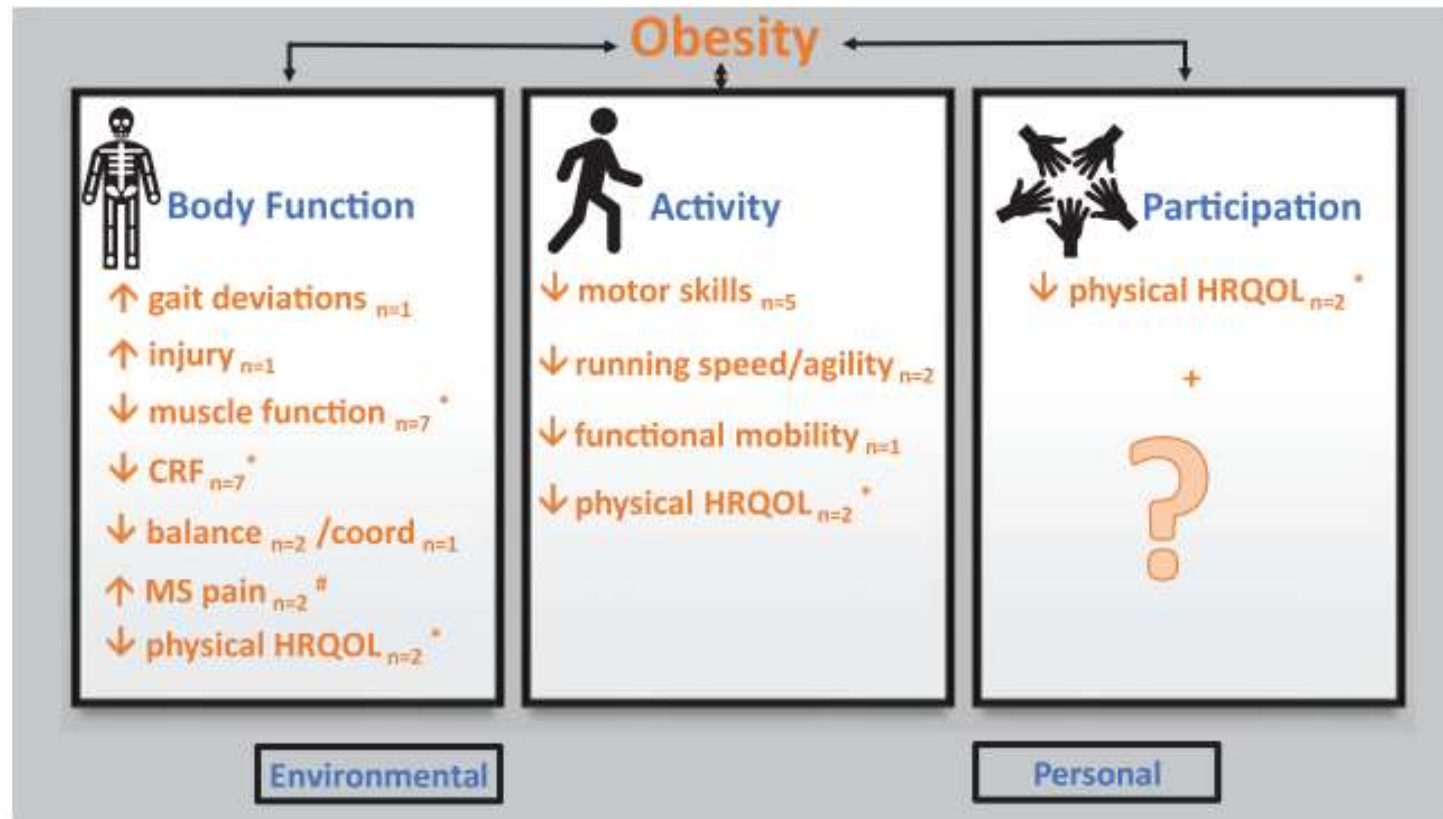 Obesity
Body Function
↑ gait deviations n=1
↑ injury n=1
↓ muscle function n=7 *
↓ CRF n=7 *
↓ balance n=2 /coord n=1
↑ MS pain n=2 #
↓ physical HRQOL n=2 *
Activity
↓ motor skills n=5
↓ running speed/agility n=2
↓ functional mobility n=1
↓ physical HRQOL n=2 *
Participation
↓ physical HRQOL n=2 *
+
?
Environmental
Personal